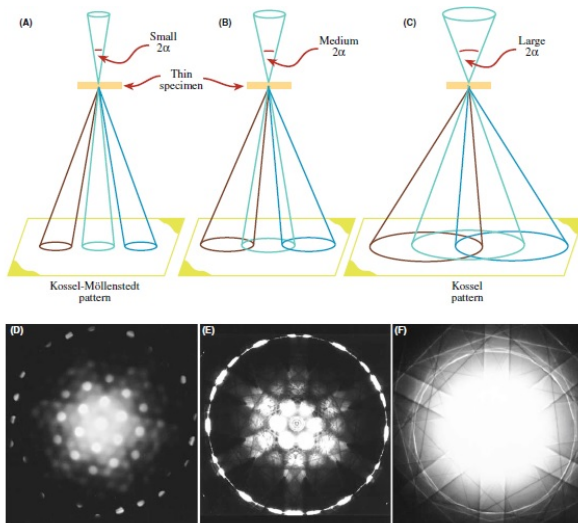 (A)
Small
2α
(B)
Medium
2α
(C)
Large
2α
Thin
specimen
Kossel-Möllenstedt
pattern
Kossel
pattern
(D)
(E)
(F)